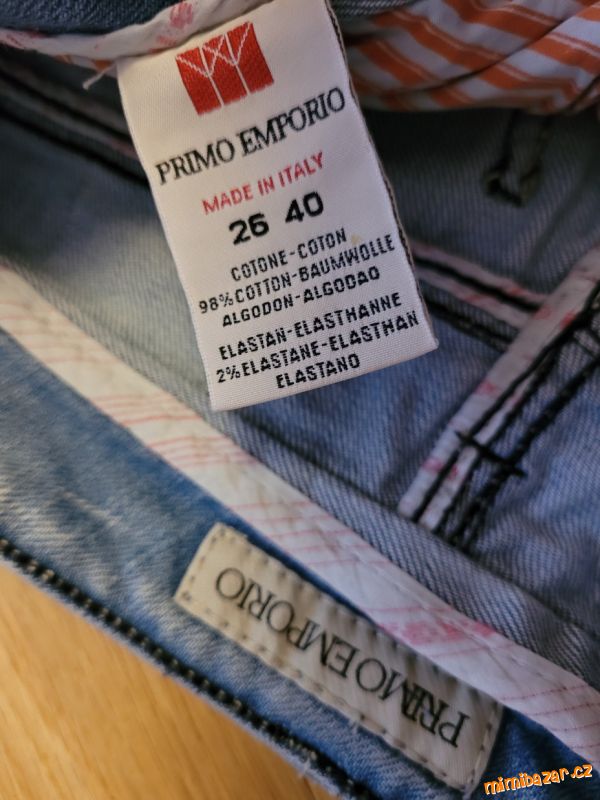 PRIMO EMPORIO
MADE IN ITALY
26 40
COTONE-COTON
98%COTTON-BAUMWOLLE
ALGODON-ALGODAO
ELASTAN-ELASTHANNE
2%ELASTANE-ELASTHAN
ELASTANO
PRIMO EMPORIO
mimibazar.cz